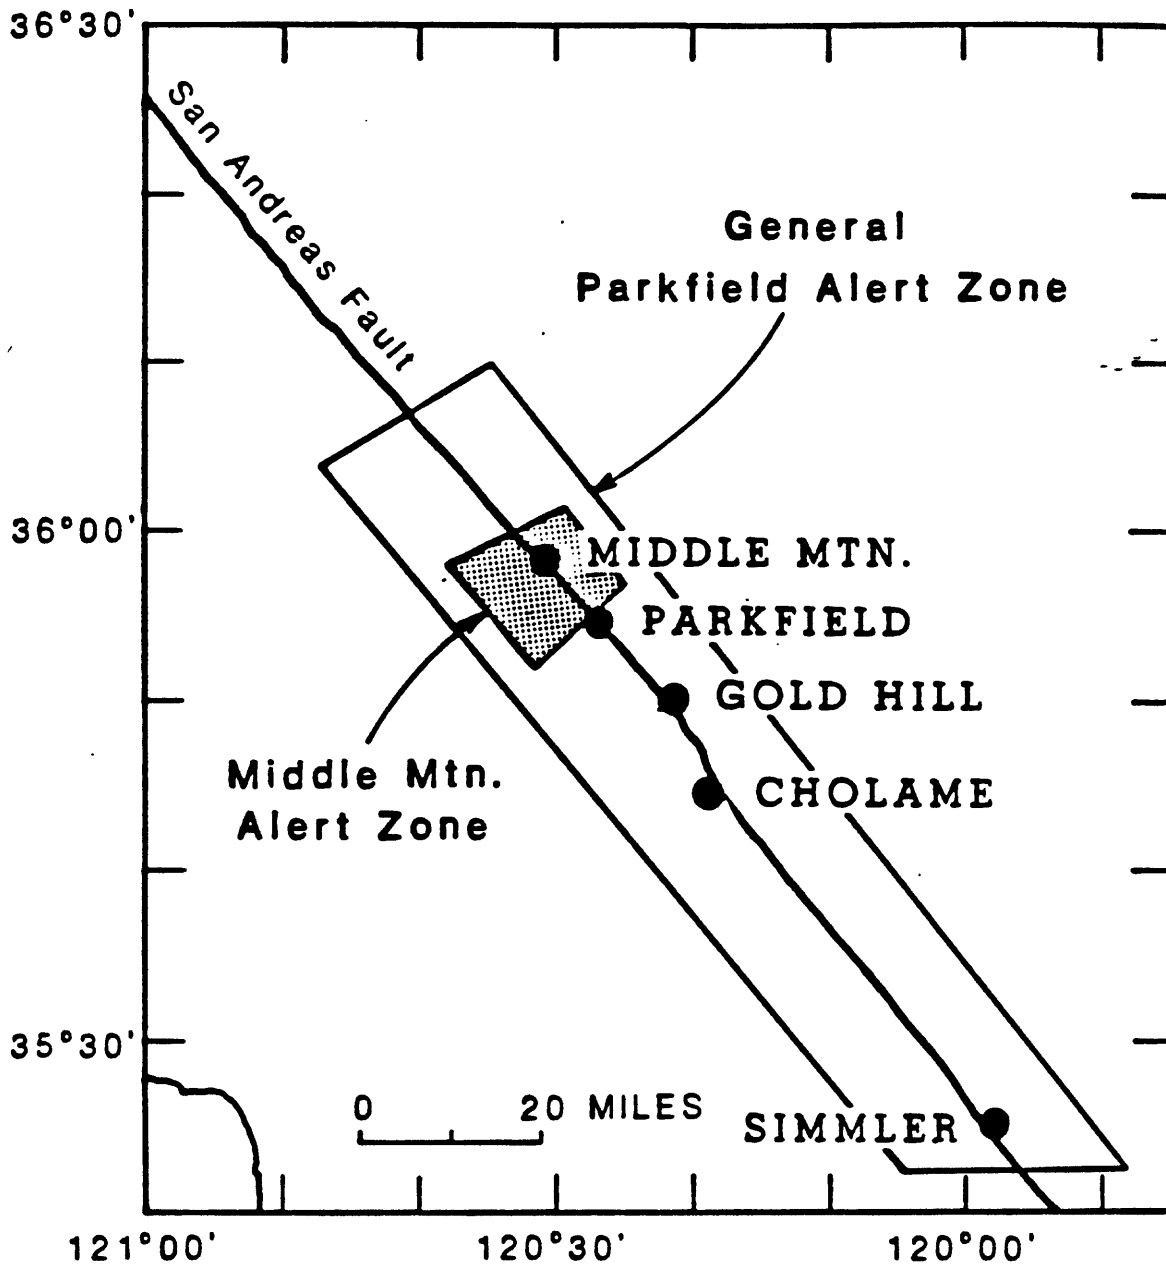 36°30'
San Andreas Fault
General
Parkfield Alert Zone
36°00'
MIDDLE MTN.
PARKFIELD
GOLD HILL
Middle Mtn.
Alert Zone
CHOLAME
35°30'
0 20 MILES
SIMMLER
121°00' 120°30' 120°00'